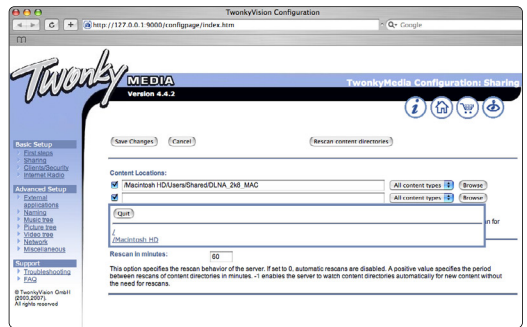 TwonkyVision Configuration
http://127.0.0.1:9000/configpage/index.htm
Google
Twonky
MEDIA
Version 4.4.2
TwonkyMedia Configuration: Sharing
Save Changes
Cancel
Rescan content directories
Basic Setup
First steps
Sharing
Clients/Security
Internet Radio
Advanced Setup
External
applications
Naming
Music tree
Picture tree
Video tree
Network
Miscellaneous
Support
Troubleshooting
FAQ
© TwonkyVision GmbH
(2003,2007).
All rights reserved
Content Locations:
/Macintosh HD/Users/Shared/DLNA_2k8_MAC
All content types
Browse
All content types
Browse
Quit
/
/Macintosh HD
n for
Rescan in minutes:
60
This option specifies the rescan behavior of the server. If set to 0, automatic rescans are disabled. A positive value specifies the period
between rescans of content directories in minutes. -1 enables the server to watch content directories automatically for new content without
the need for rescans.